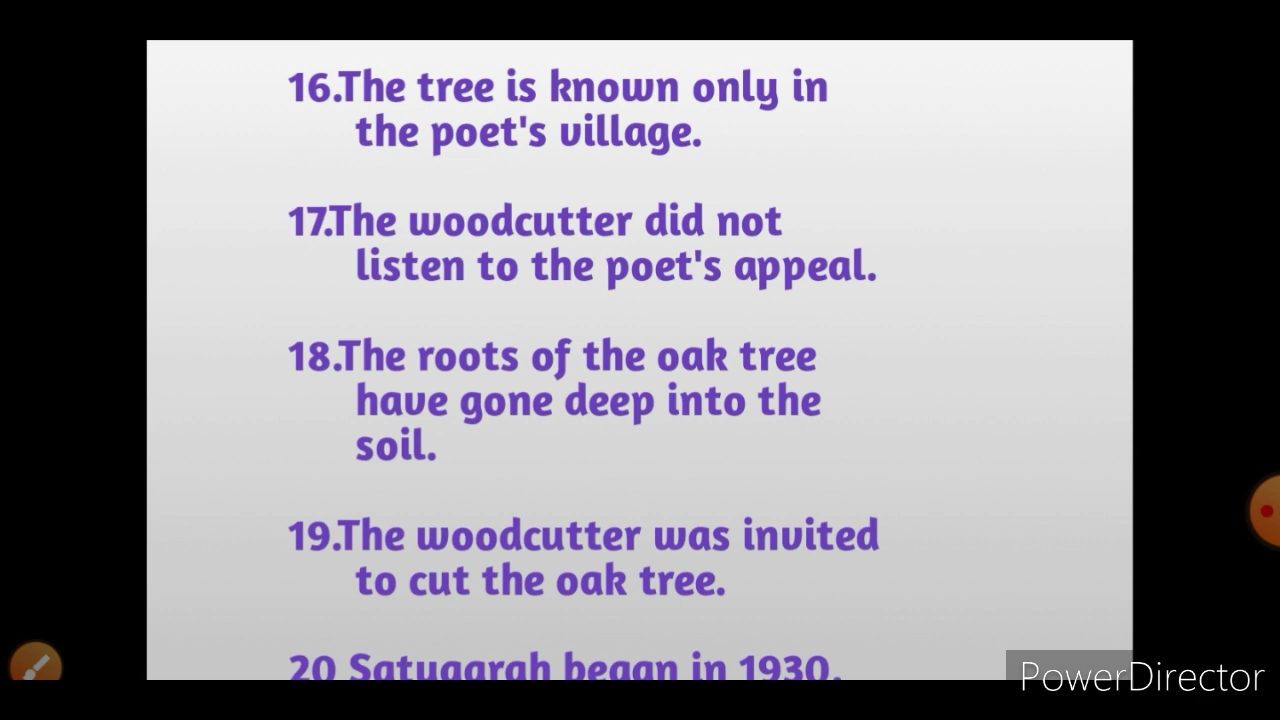 16.The tree is known only in
the poet's village.
17.The woodcutter did not
listen to the poet's appeal.
18.The roots of the oak tree
have gone deep into the
soil.
19.The woodcutter was invited
to cut the oak tree.
20 Satyagrah began in 1930.
PowerDirector